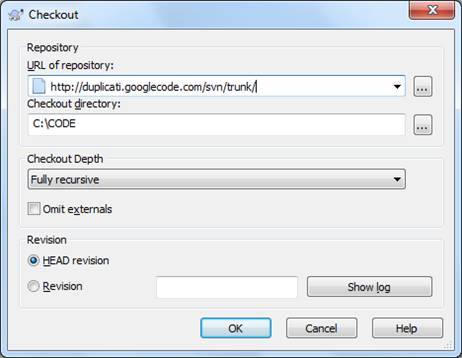 Checkout
Repository
URL of repository:
http://duplicati.googlecode.com/svn/trunk/
...
Checkout directory:
C:\CODE
...
Checkout Depth
Fully recursive
Omit externals
Revision
HEAD revision
Revision
Show log
OK
Cancel
Help